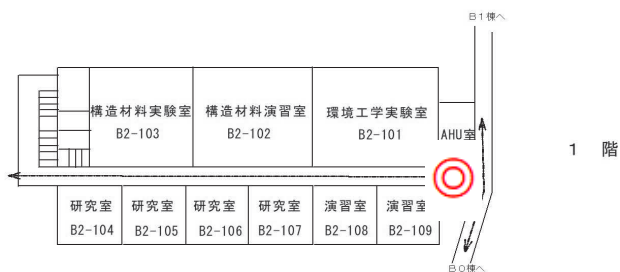 B1棟へ
構造材料実験室
B2-103
構造材料演習室
B2-102
環境工学実験室
B2-101
AHU室
1 階
研究室
B2-104
研究室
B2-105
研究室
B2-106
研究室
B2-107
演習室
B2-108
演習室
B2-109
B0棟へ